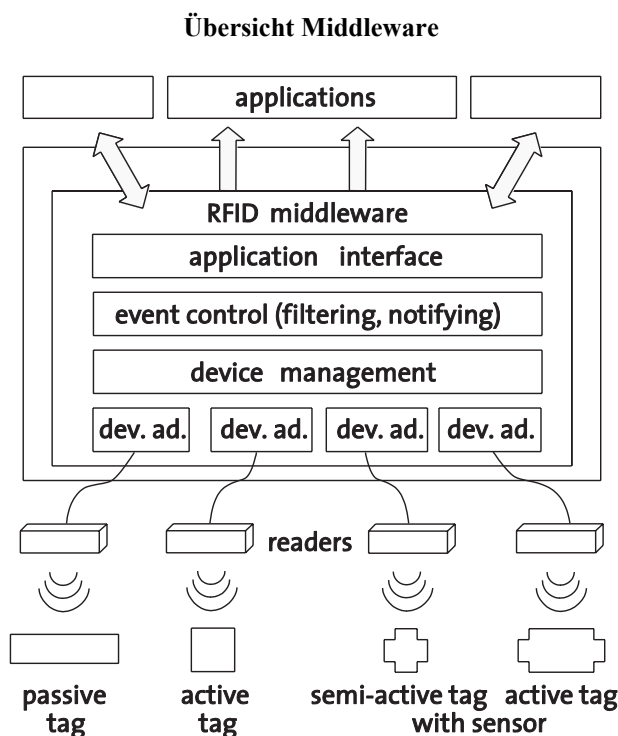 Übersicht Middleware
applications
RFID middleware
application interface
event control (filtering, notifying)
device management
dev. ad. dev. ad. dev. ad. dev. ad.
readers
passive active semi-active tag active tag
tag tag with sensor